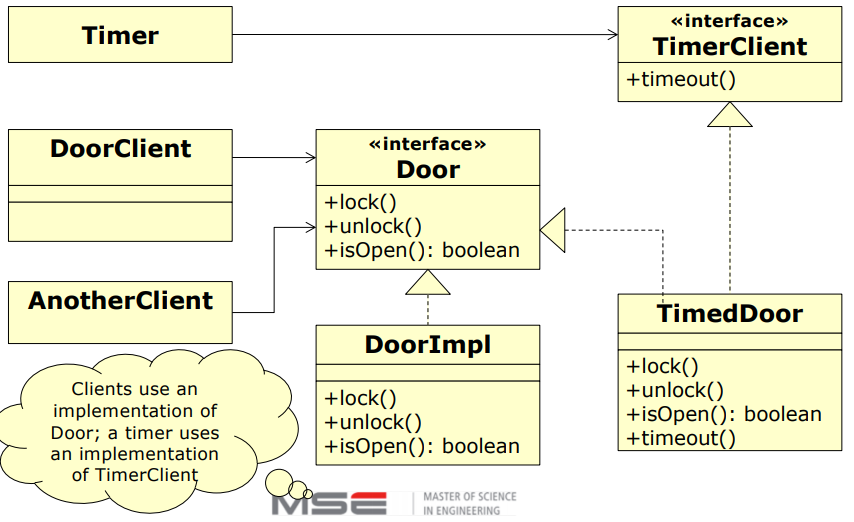 Timer
«interface»
TimerClient
+timeout()
DoorClient
«interface»
Door
+lock()
+unlock()
+isOpen(): boolean
AnotherClient
DoorImpl
+lock()
+unlock()
+isOpen(): boolean
TimedDoor
+lock()
+unlock()
+isOpen(): boolean
+timeout()
Clients use an
implementation of
Door; a timer uses
an implementation
of TimerClient
MSE
MASTER OF SCIENCE
IN ENGINEERING